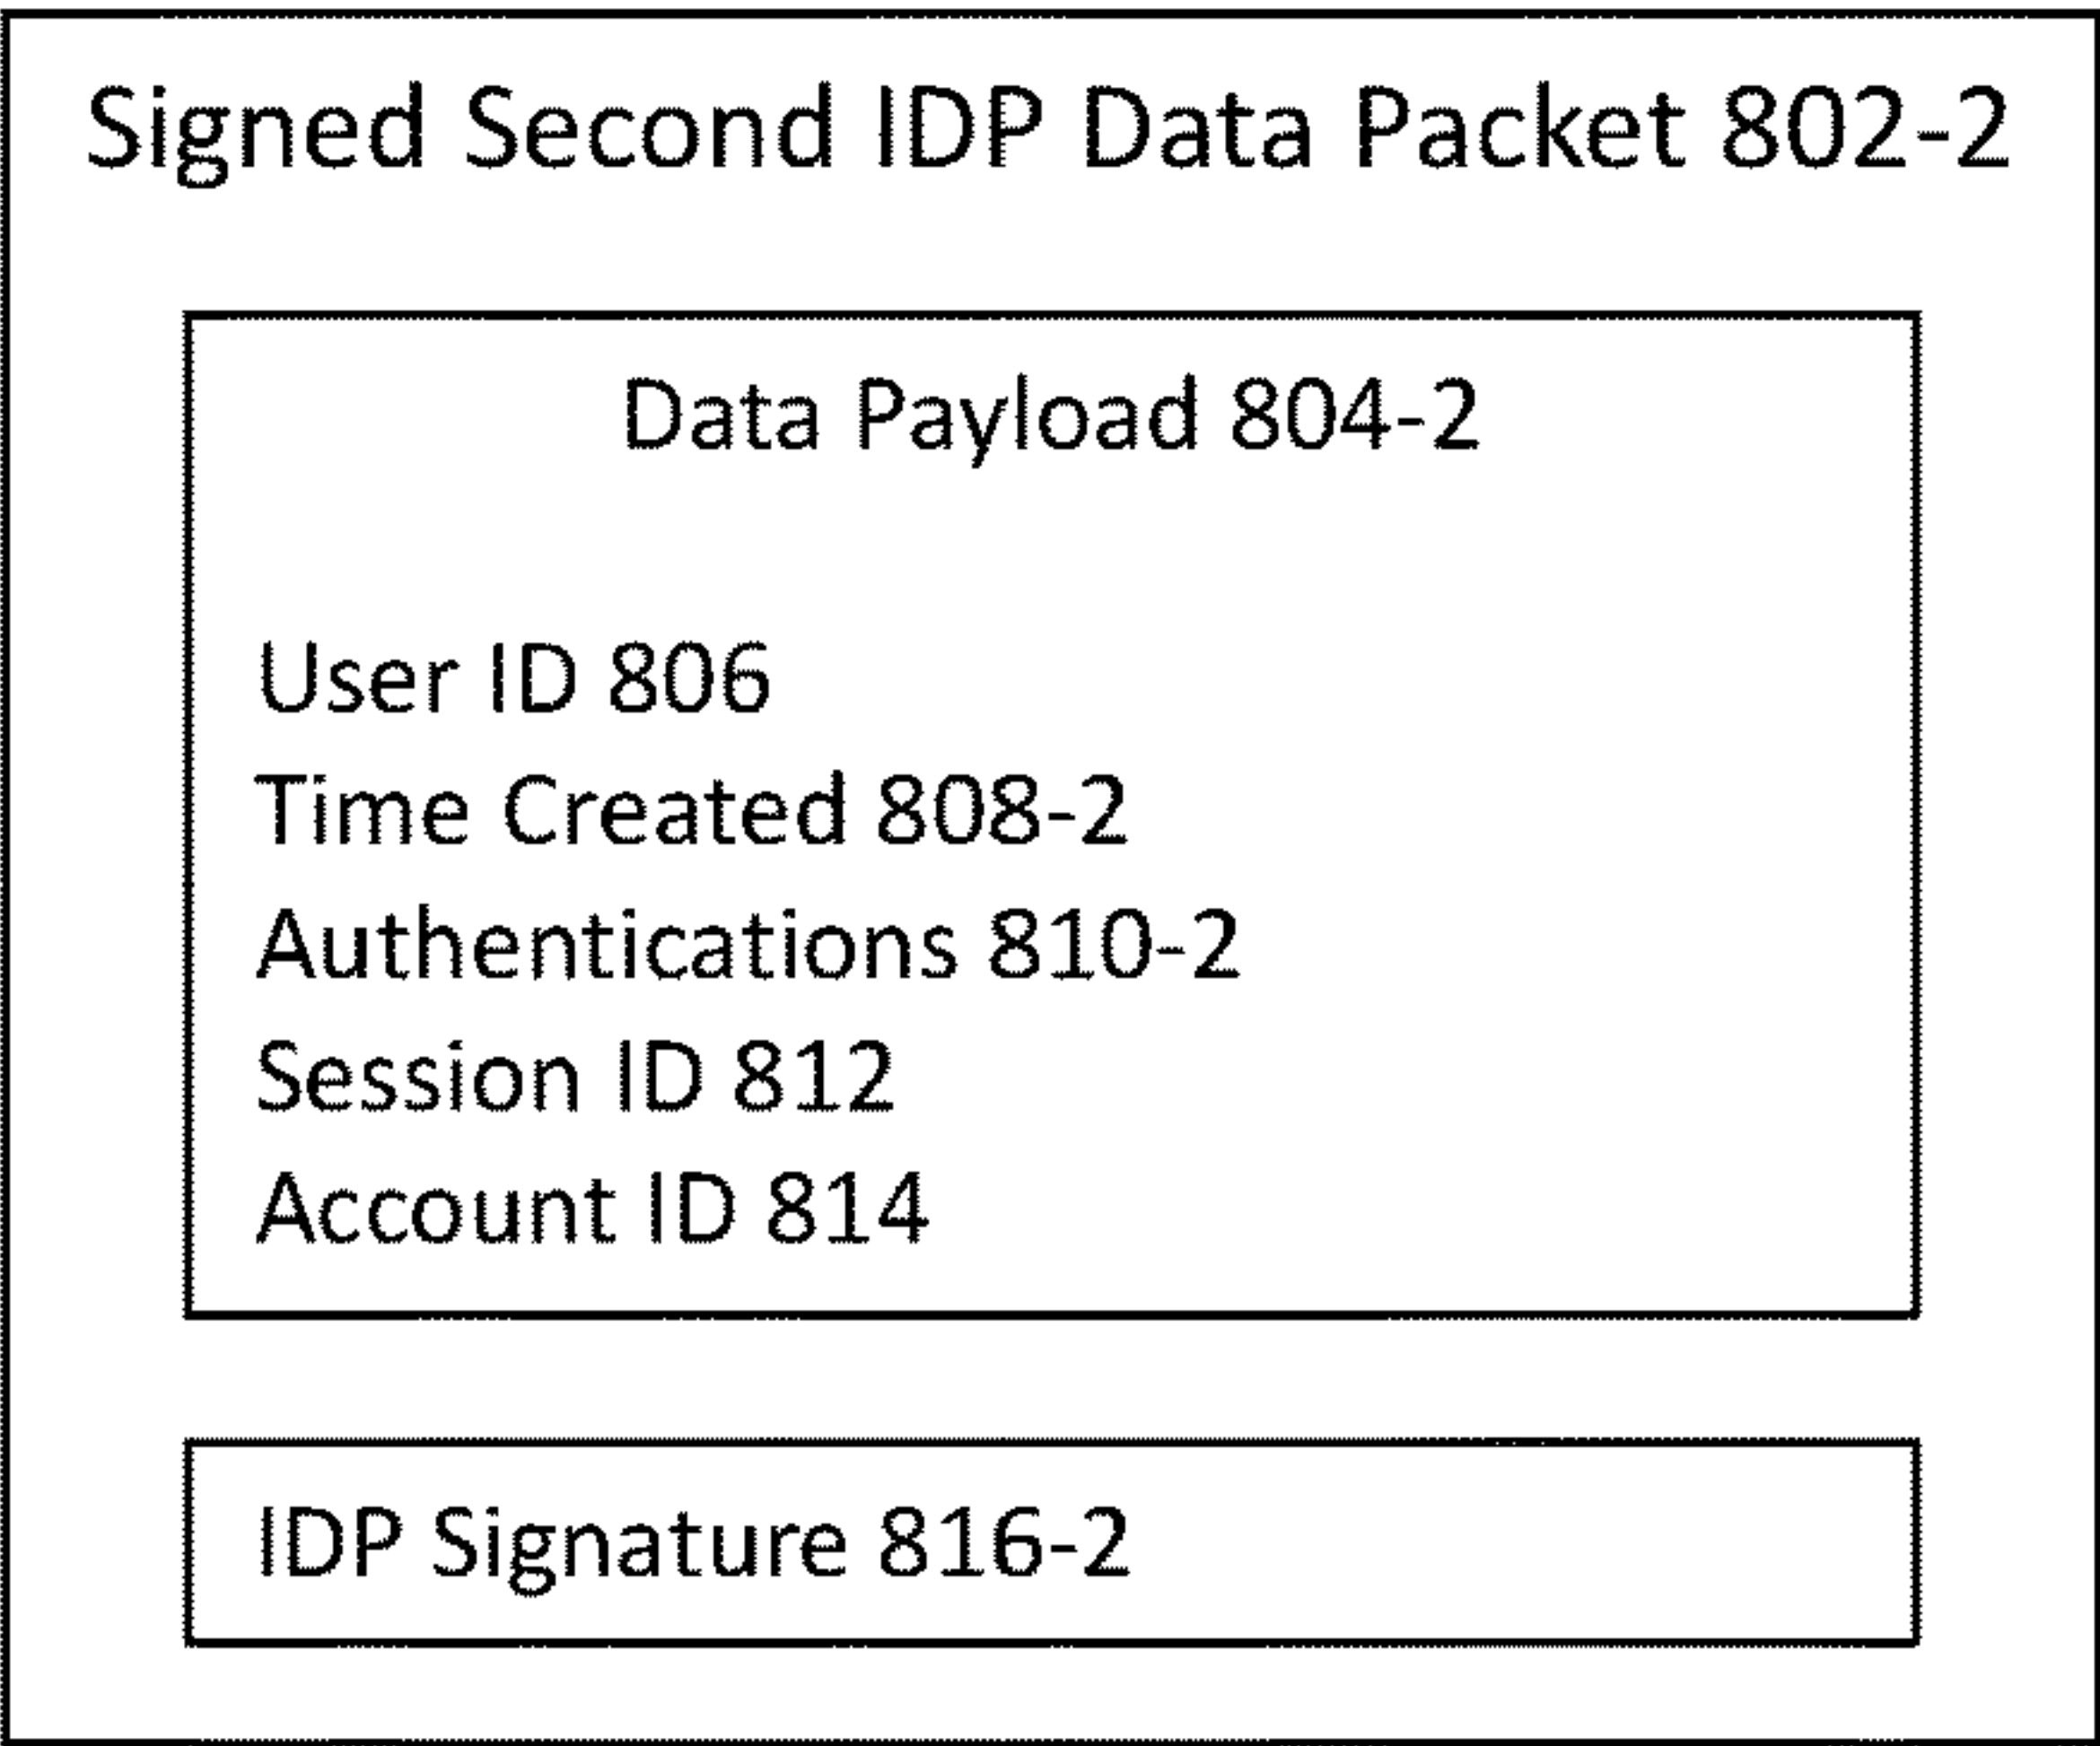 Signed Second IDP Data Packet 802-2
Data Payload 804-2
User ID 806
Time Created 808-2
Authentications 810-2
Session ID 812
Account ID 814
IDP Signature 816-2